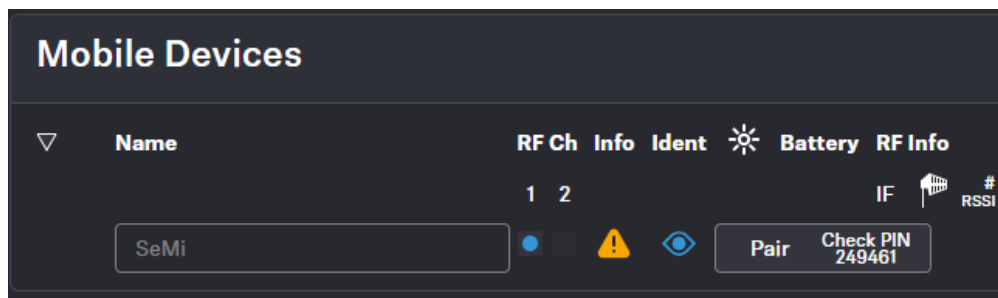 Mobile Devices
Name RF Ch Info Ident Battery RF Info
1 2 IF # RSSI
SeMi Pair Check PIN 249461